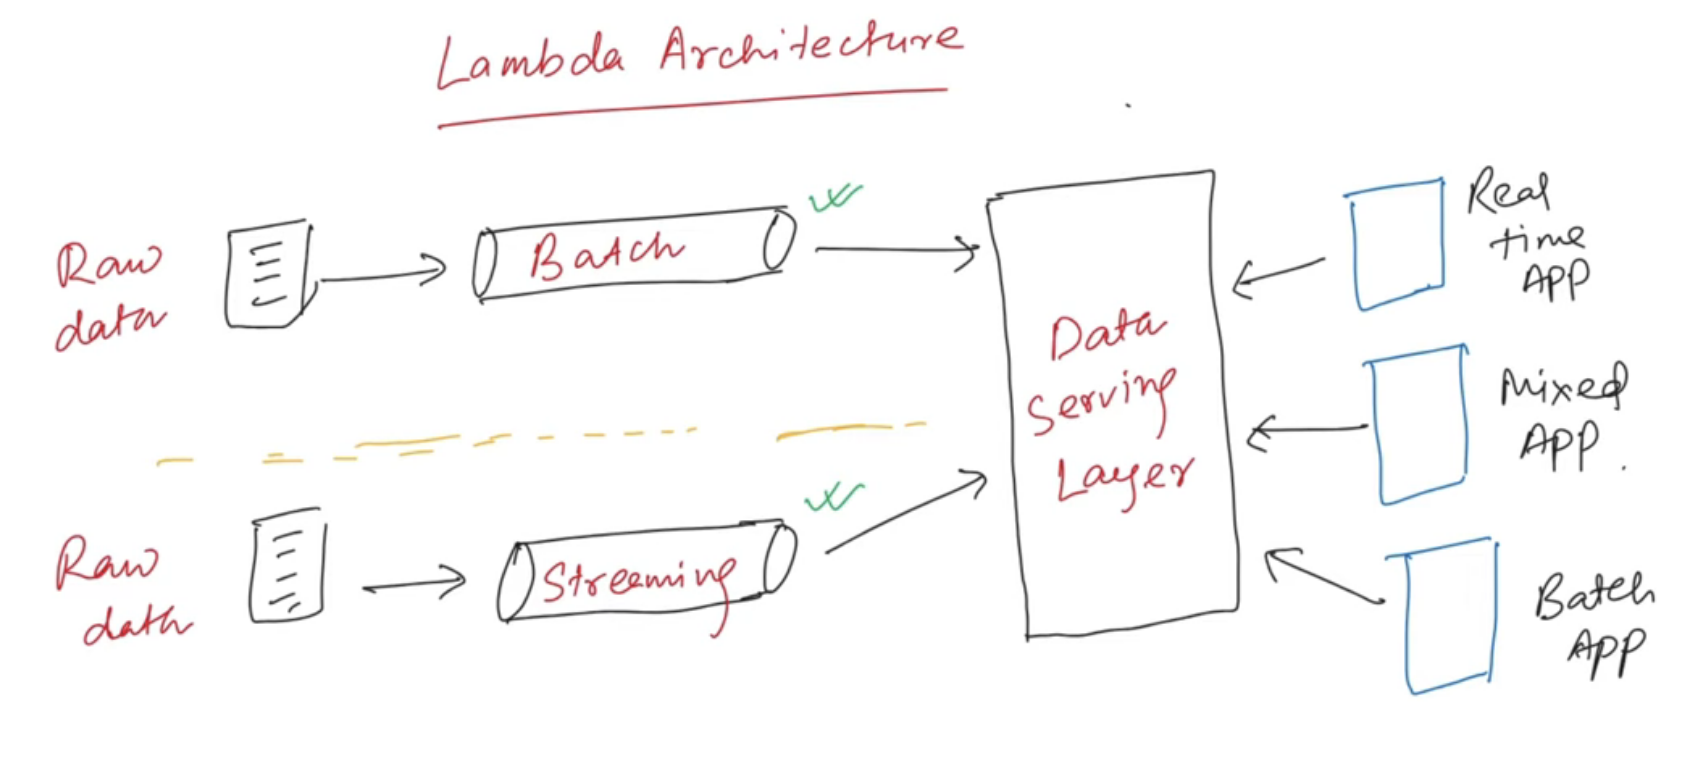 Lambda Architecture
Raw
data
Batch
Raw
data
Streaming
Data
Serving
Layer
Real
time
APP
Mixed
APP.
Batch
APP